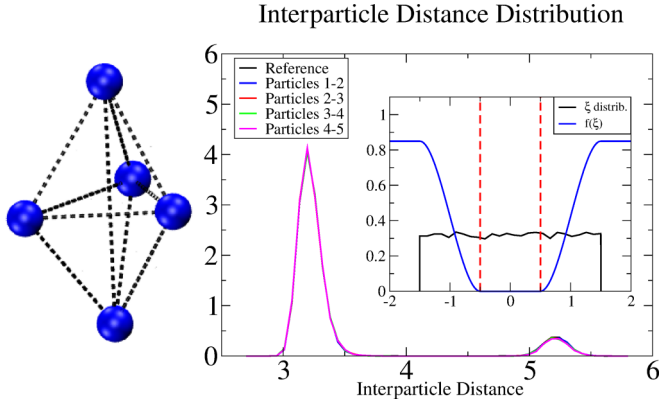 Interparticle Distance Distribution
6
5
4
3
2
1
0
Reference
Particles 1-2
Particles 2-3
Particles 3-4
Particles 4-5
1
0.8
0.6
0.4
0.2
0
-2 -1 0 1 2
ξ distrib.
f(ξ)
3 4 5 6
Interparticle Distance